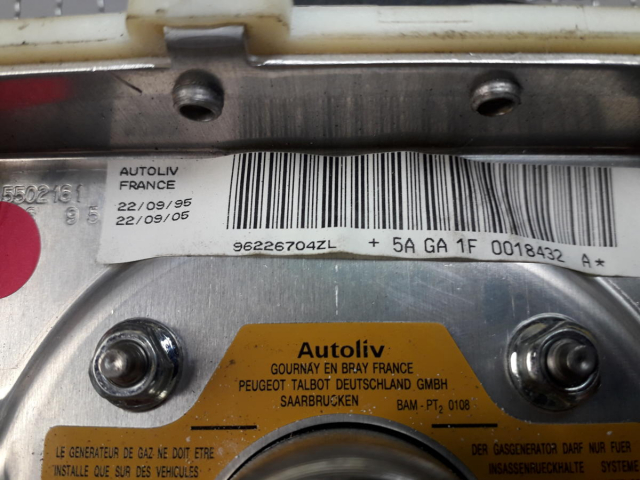 AUTOLIV
FRANCE
22/09/95
22/09/05
96226704ZL + 5A GA 1F 0018432 A*
5502161
Autoliv
GOURNAY EN BRAY FRANCE
PEUGEOT TALBOT DEUTSCHLAND GMBH
SAARBRUCKEN BAM - PT2 0108
LE GENERATEUR DE GAZ NE DOIT ETRE
INSTALLE QUE SUR DES VEHICULES
DER GASGENERATOR DARF NUR FUER
INSASSENRUECKHALTE SYSTEME